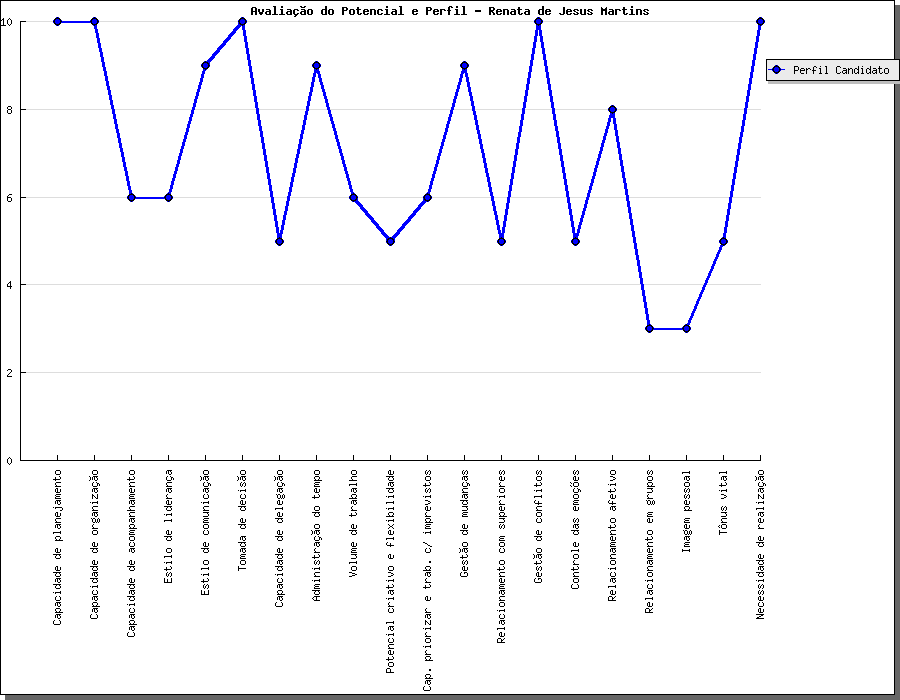 Avaliação do Potencial e Perfil - Renata de Jesus Martins
10
8
6
4
2
0
Perfil Candidato
Capacidade de planejamento
Capacidade de organização
Capacidade de acompanhamento
Estilo de liderança
Estilo de comunicação
Tomada de decisão
Capacidade de delegação
Administração do tempo
Volume de trabalho
Potencial criativo e flexibilidade
Cap. priorizar e trab. c/ imprevistos
Gestão de mudanças
Relacionamento com superiores
Gestão de conflitos
Controle das emoções
Relacionamento afetivo
Relacionamento em grupos
Imagem pessoal
Tônus vital
Necessidade de realização